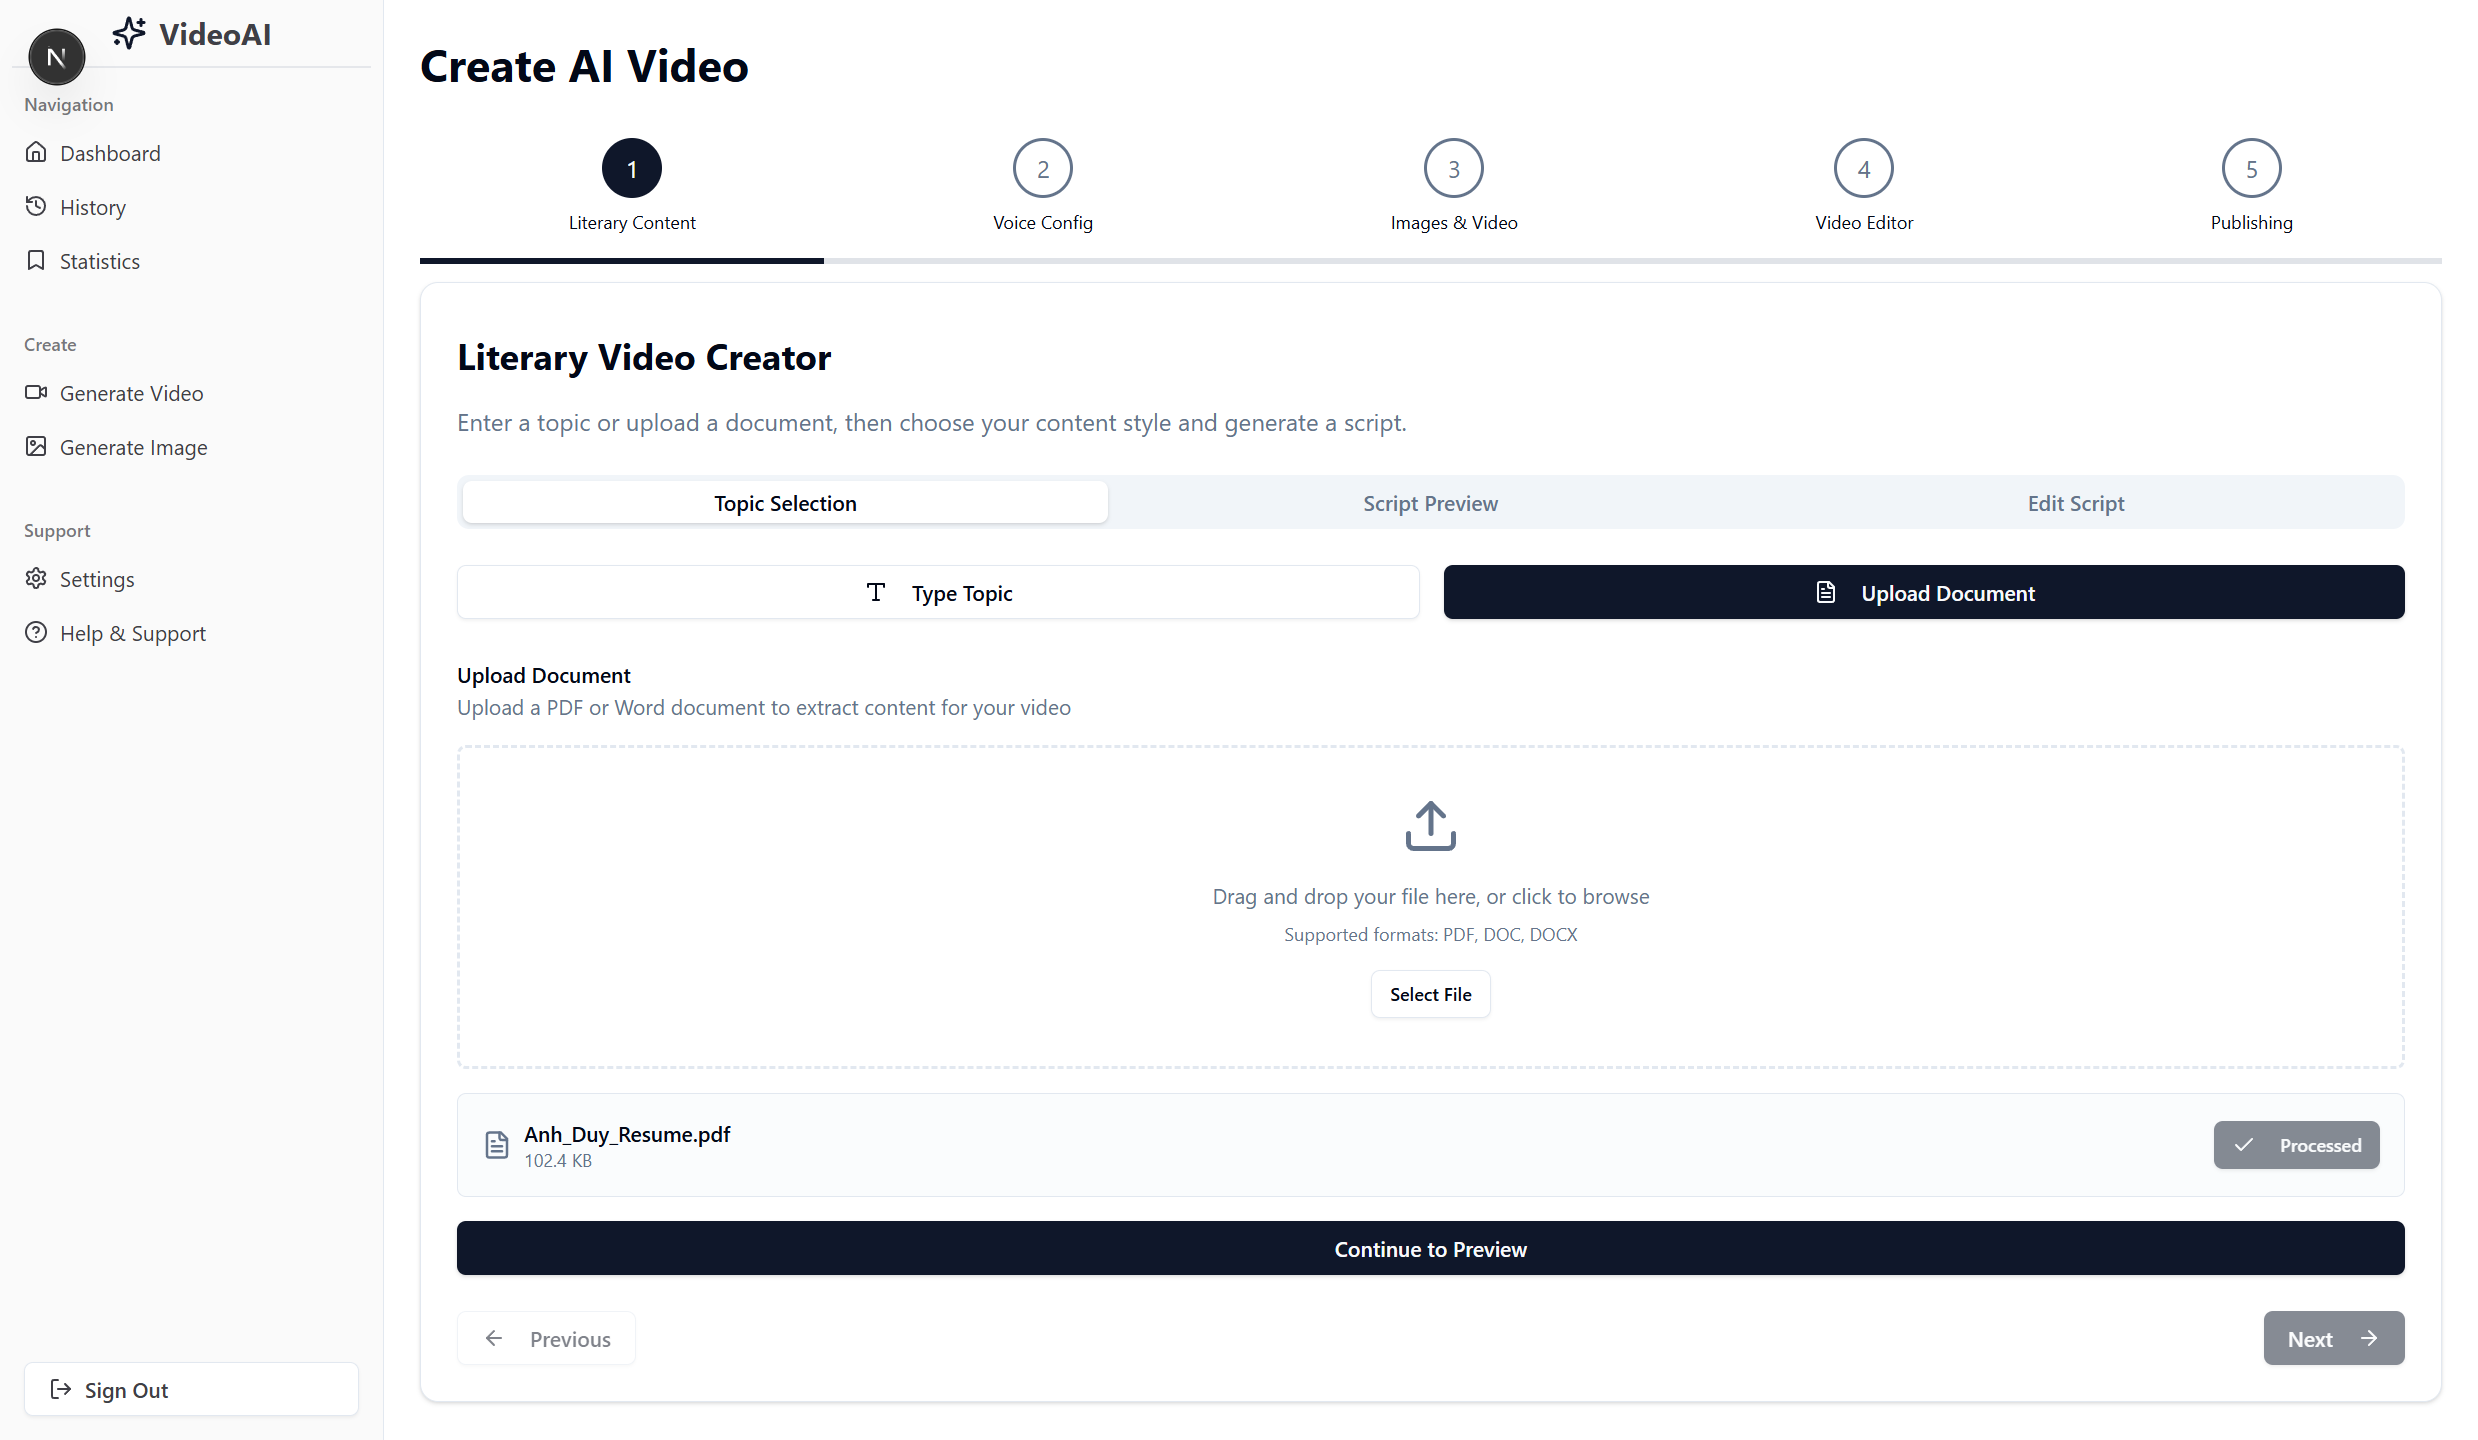 N
VideoAI
Navigation
Dashboard
History
Statistics
Create
Generate Video
Generate Image
Support
Settings
Help & Support
Sign Out
Create AI Video
1
2
3
4
5
Literary Content
Voice Config
Images & Video
Video Editor
Publishing
Literary Video Creator
Enter a topic or upload a document, then choose your content style and generate a script.
Topic Selection
Script Preview
Edit Script
Type Topic
Upload Document
Upload Document
Upload a PDF or Word document to extract content for your video
Drag and drop your file here, or click to browse
Supported formats: PDF, DOC, DOCX
Select File
Anh_Duy_Resume.pdf
102.4 KB
Processed
Continue to Preview
Previous
Next